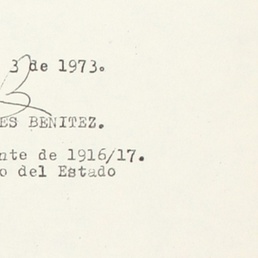 3 de 1973.
ES BENITEZ.
nte de 1916/17.
o del Estado